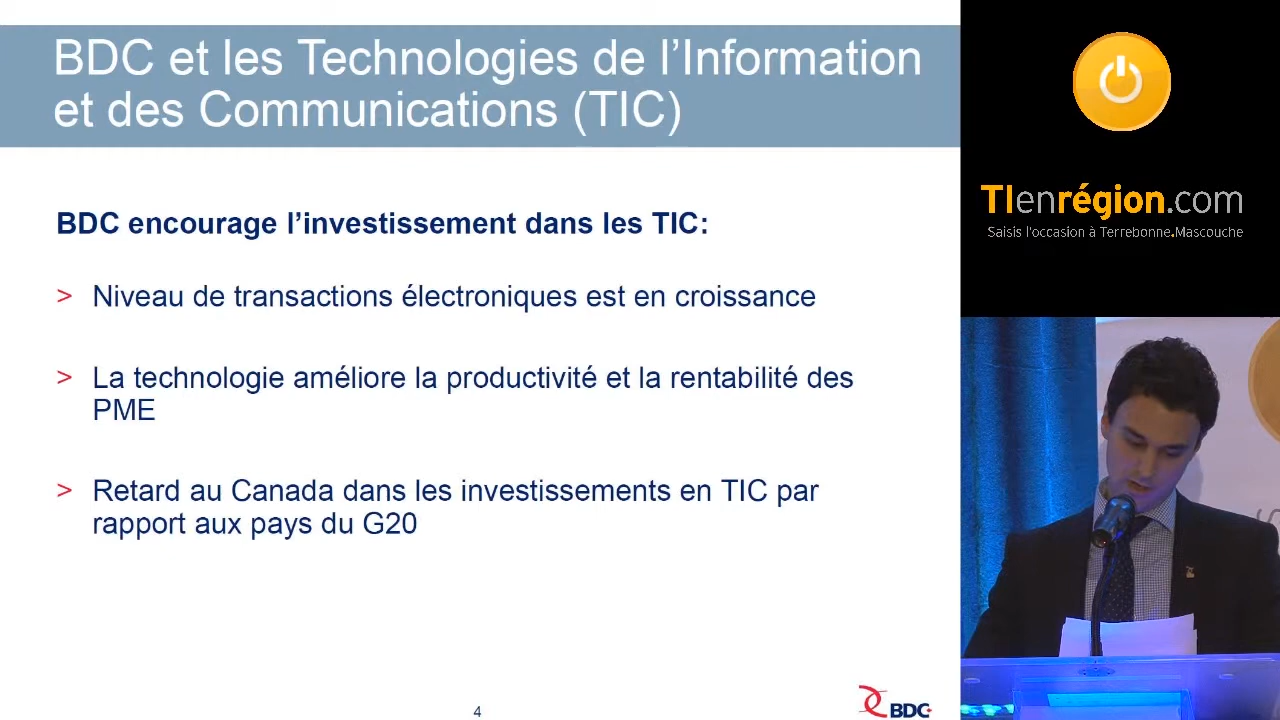 BDC et les Technologies de l’Information
et des Communications (TIC)
BDC encourage l’investissement dans les TIC:
> Niveau de transactions électroniques est en croissance
> La technologie améliore la productivité et la rentabilité des
PME
> Retard au Canada dans les investissements en TIC par
rapport aux pays du G20
4
BDC
TIenrégion.com
Saisis l'occasion à Terrebonne.Mascouche